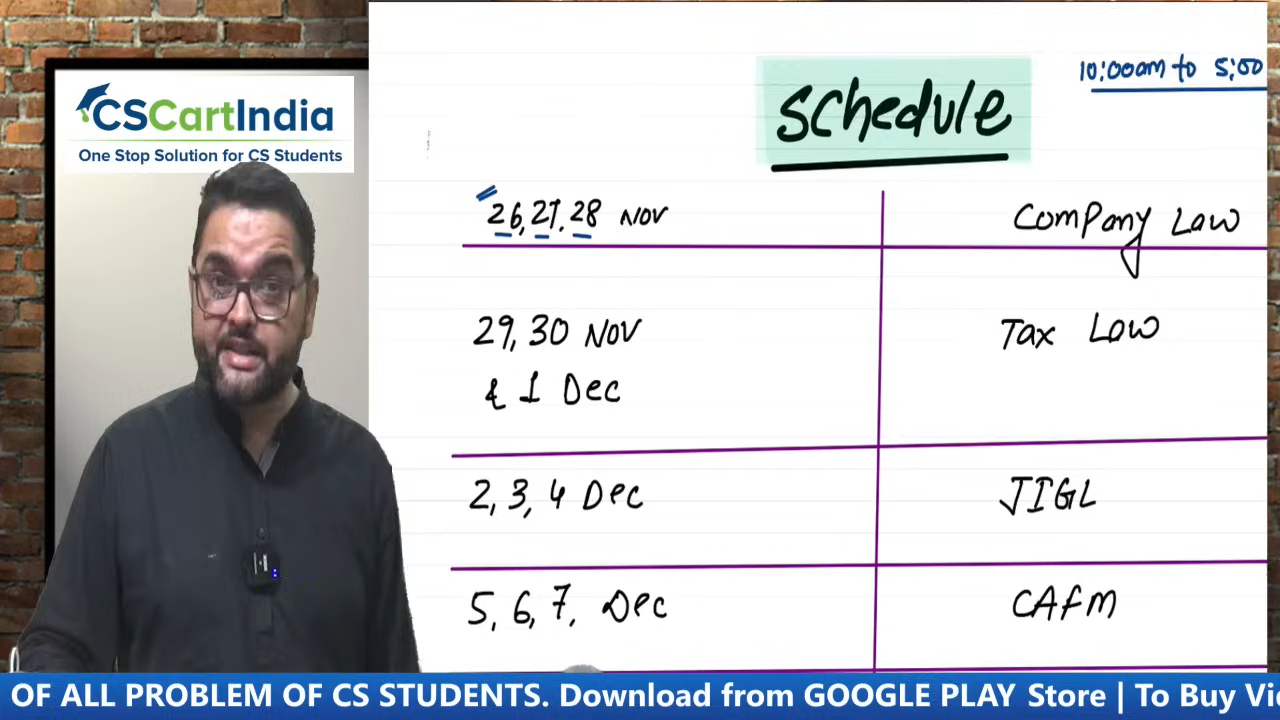 CSCartIndia
One Stop Solution for CS Students
10:00am to 5:00
Schedule
26, 27, 28 Nov
Company Law
29, 30 Nov
& 1 Dec
Tax Law
2, 3, 4 Dec
JIGL
5, 6, 7, Dec
CAFM
OF ALL PROBLEM OF CS STUDENTS. Download from GOOGLE PLAY Store | To Buy Vi